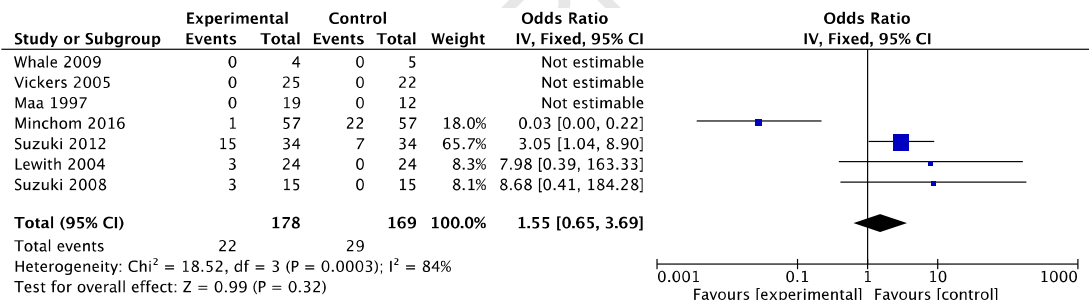 Experimental Control Odds Ratio Odds Ratio
Study or Subgroup Events Total Events Total Weight IV, Fixed, 95% CI IV, Fixed, 95% CI
Whale 2009 0 4 0 5 Not estimable
Vickers 2005 0 25 0 22 Not estimable
Maa 1997 0 19 0 12 Not estimable
Minchom 2016 1 57 22 57 18.0% 0.03 [0.00, 0.22]
Suzuki 2012 15 34 7 34 65.7% 3.05 [1.04, 8.90]
Lewith 2004 3 24 0 24 8.3% 7.98 [0.39, 163.33]
Suzuki 2008 3 15 0 15 8.1% 8.68 [0.41, 184.28]
Total (95% CI) 178 169 100.0% 1.55 [0.65, 3.69]
Total events 22 29
Heterogeneity: Chi² = 18.52, df = 3 (P = 0.0003); I² = 84%
Test for overall effect: Z = 0.99 (P = 0.32)
0.001 0.1 1 10 1000
Favours [experimental] Favours [control]